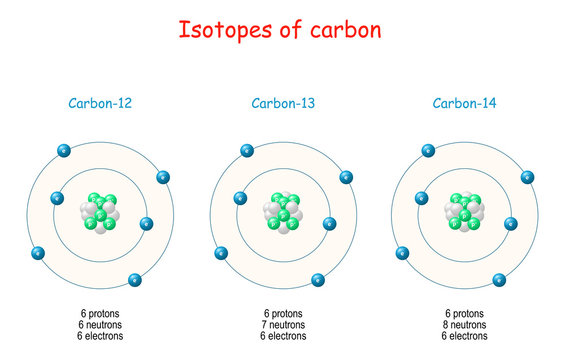 Isotopes of carbon
Carbon-12
Carbon-13
Carbon-14
6 protons
6 neutrons
6 electrons
6 protons
7 neutrons
6 electrons
6 protons
8 neutrons
6 electrons